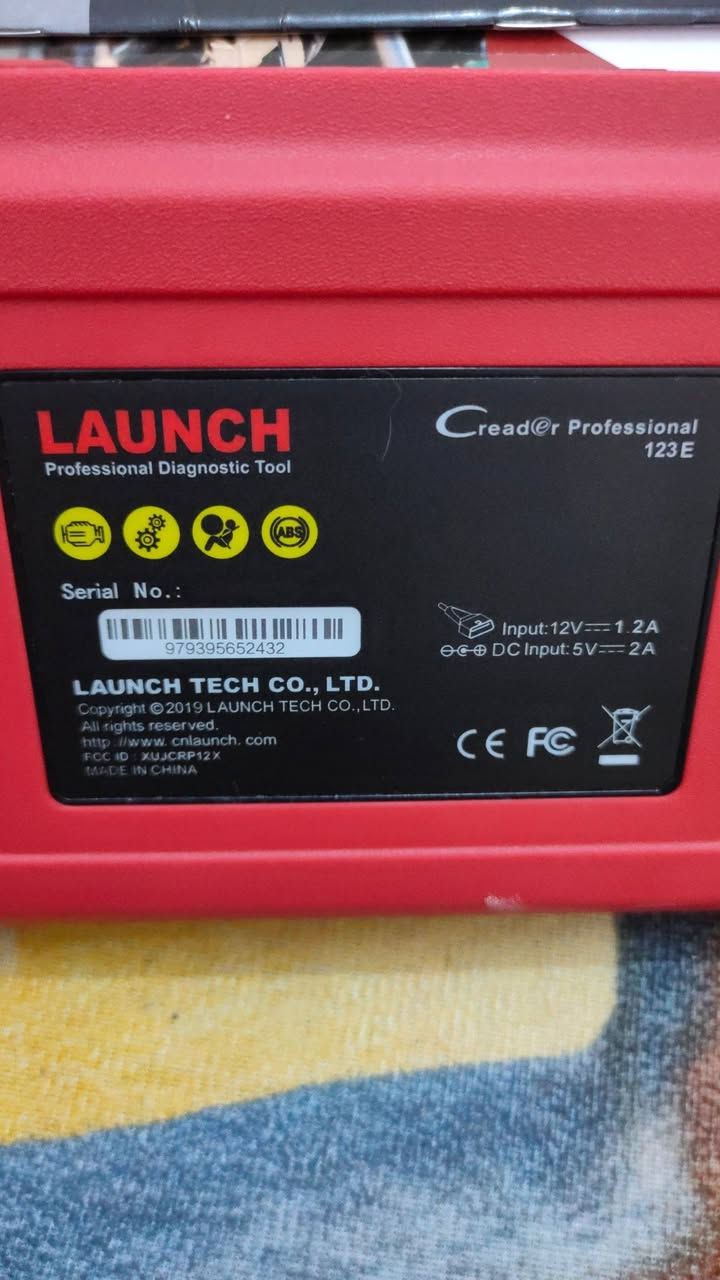 LAUNCH
Professional Diagnostic Tool
Creader Professional
123E
ABS
Serial No.:
979395652432
Input:12V⎓1.2A
DC Input:5V⎓2A
LAUNCH TECH CO., LTD.
Copyright ©2019 LAUNCH TECH CO.,LTD.
All rights reserved.
http://www.cnlaunch.com
FCC ID : XUJCRP12X
MADE IN CHINA
CE FC